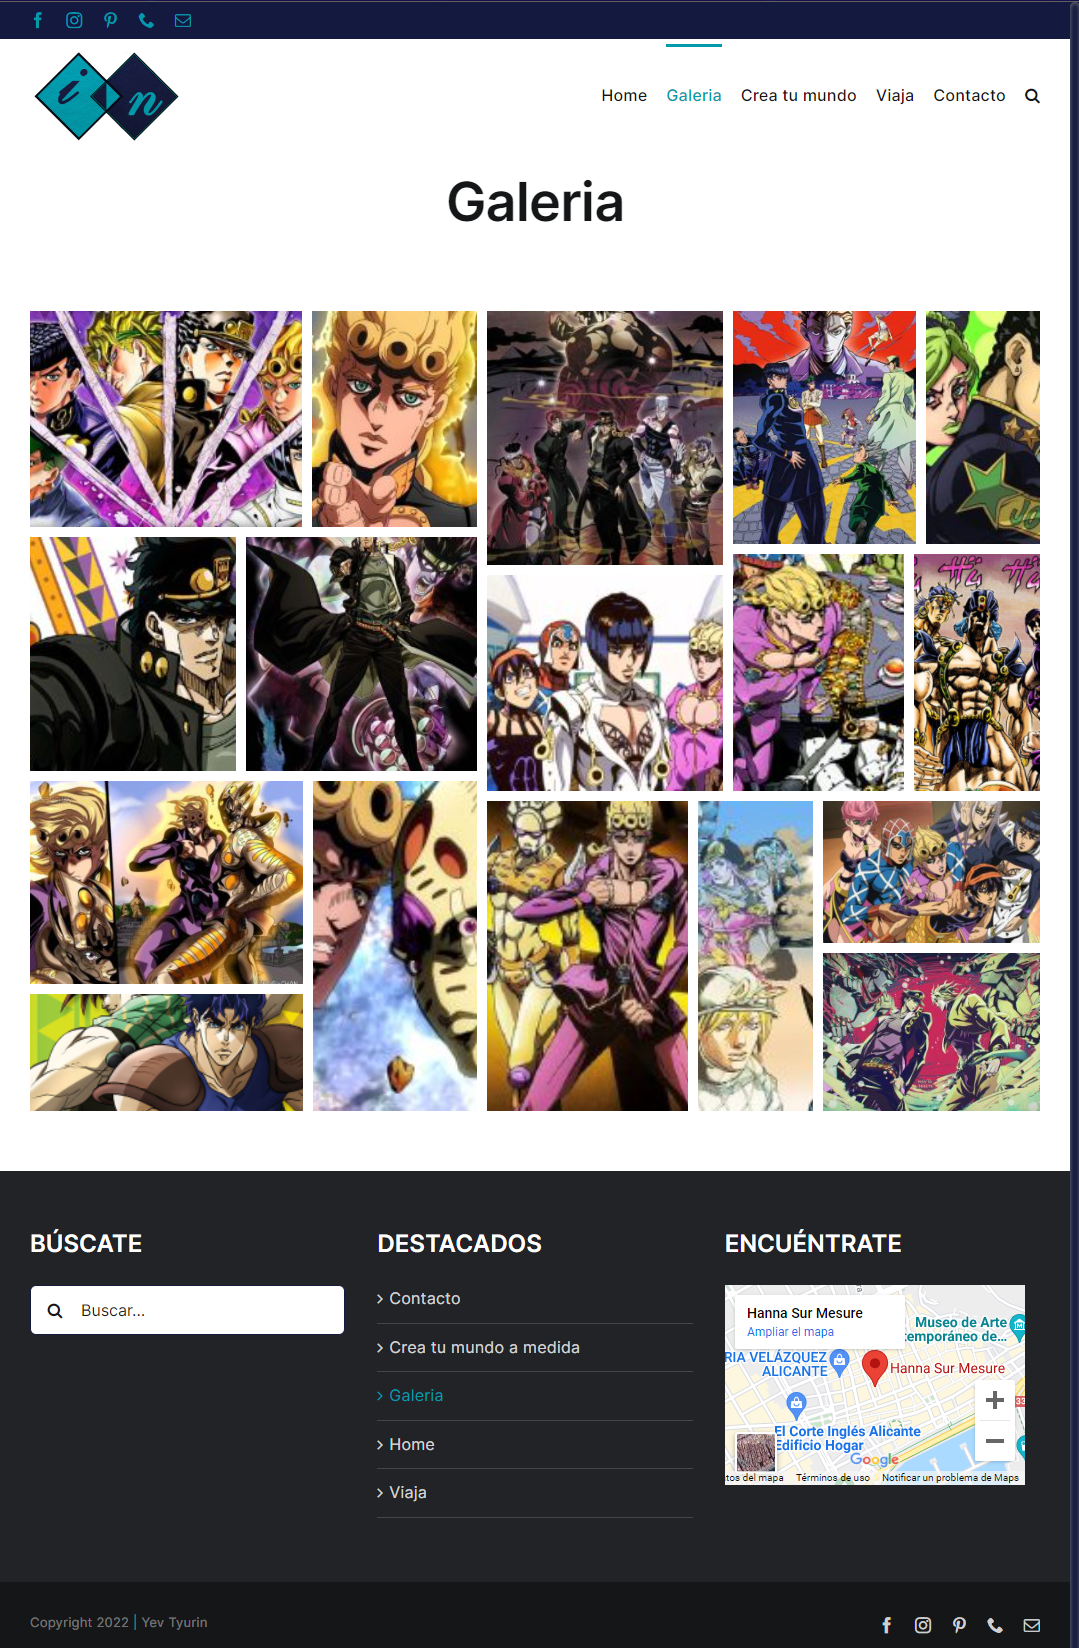 i n
Home Galeria Crea tu mundo Viaja Contacto
Galeria
BÚSCATE
Buscar...
DESTACADOS
Contacto
Crea tu mundo a medida
Galeria
Home
Viaja
ENCUÉNTRATE
Hanna Sur Mesure
Ampliar el mapa
Museo de Arte
temporáneo de...
RIA VELÁZQUEZ
ALICANTE
Hanna Sur Mesure
El Corte Inglés Alicante
Edificio Hogar
Google
tos del mapa Términos de uso Notificar un problema de Maps
Copyright 2022 | Yev Tyurin